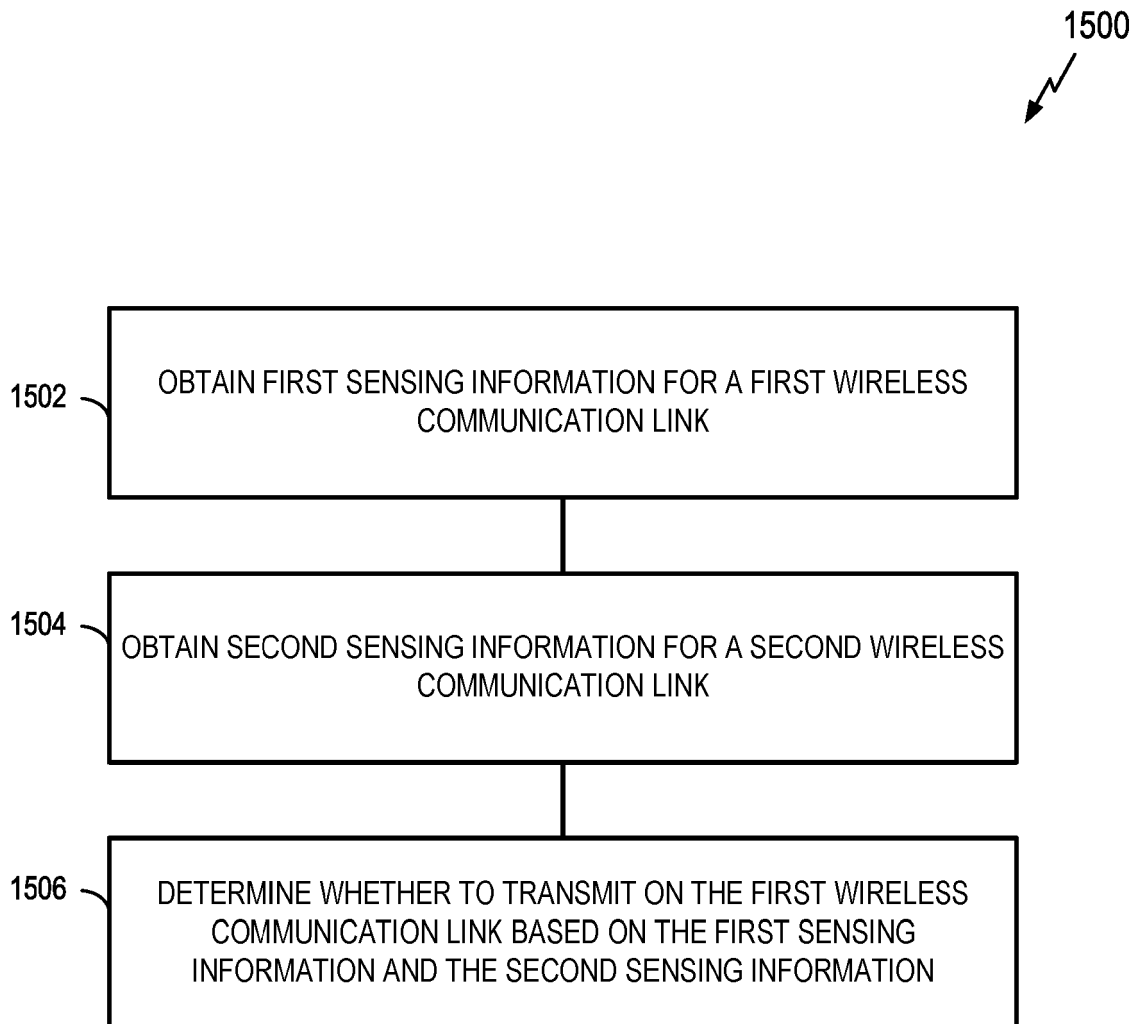 1500
1502
OBTAIN FIRST SENSING INFORMATION FOR A FIRST WIRELESS
COMMUNICATION LINK
1504
OBTAIN SECOND SENSING INFORMATION FOR A SECOND WIRELESS
COMMUNICATION LINK
1506
DETERMINE WHETHER TO TRANSMIT ON THE FIRST WIRELESS
COMMUNICATION LINK BASED ON THE FIRST SENSING
INFORMATION AND THE SECOND SENSING INFORMATION